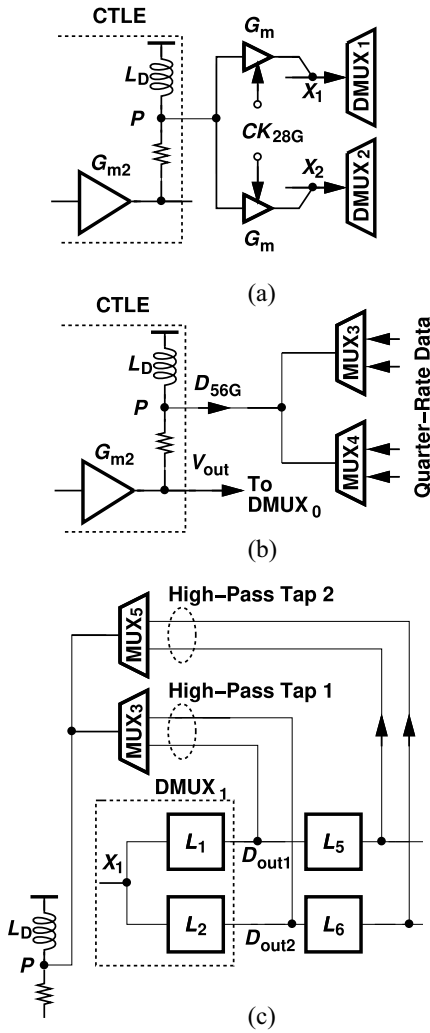 CTLE
L_D
P
G_m2
G_m
CK_28G
G_m
X_1
X_2
DMUX_1
DMUX_2
(a)
CTLE
L_D
P
D_56G
G_m2
V_out
To
DMUX_0
MUX_3
MUX_4
Quarter-Rate Data
(b)
High-Pass Tap 2
MUX_5
High-Pass Tap 1
MUX_3
DMUX_1
X_1
L_1
L_5
D_out1
L_2
L_6
D_out2
L_D
P
(c)